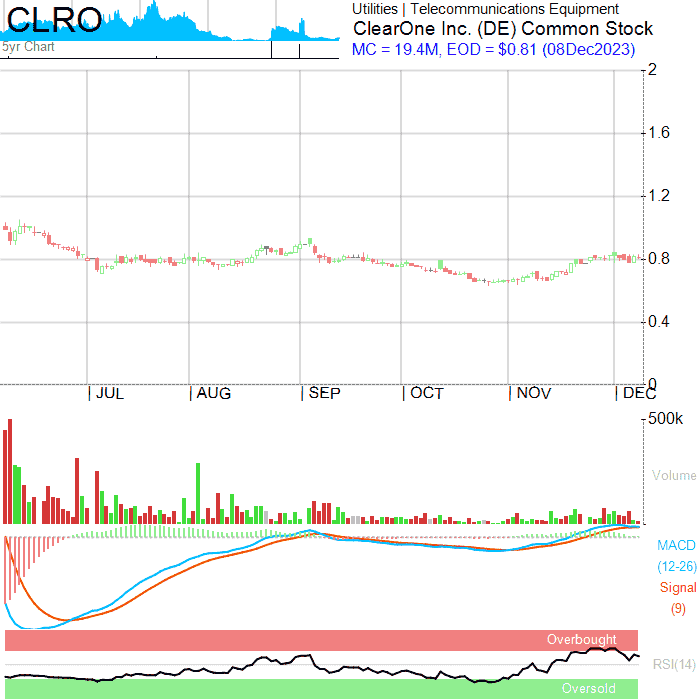 CLRO
5yr Chart
Utilities | Telecommunications Equipment
ClearOne Inc. (DE) Common Stock
MC = 19.4M, EOD = $0.81 (08Dec2023)
2
1.6
1.2
0.8
0.4
0
JUL AUG SEP OCT NOV DEC
500k
Volume
MACD
(12-26)
Signal
(9)
Overbought
RSI(14)
Oversold